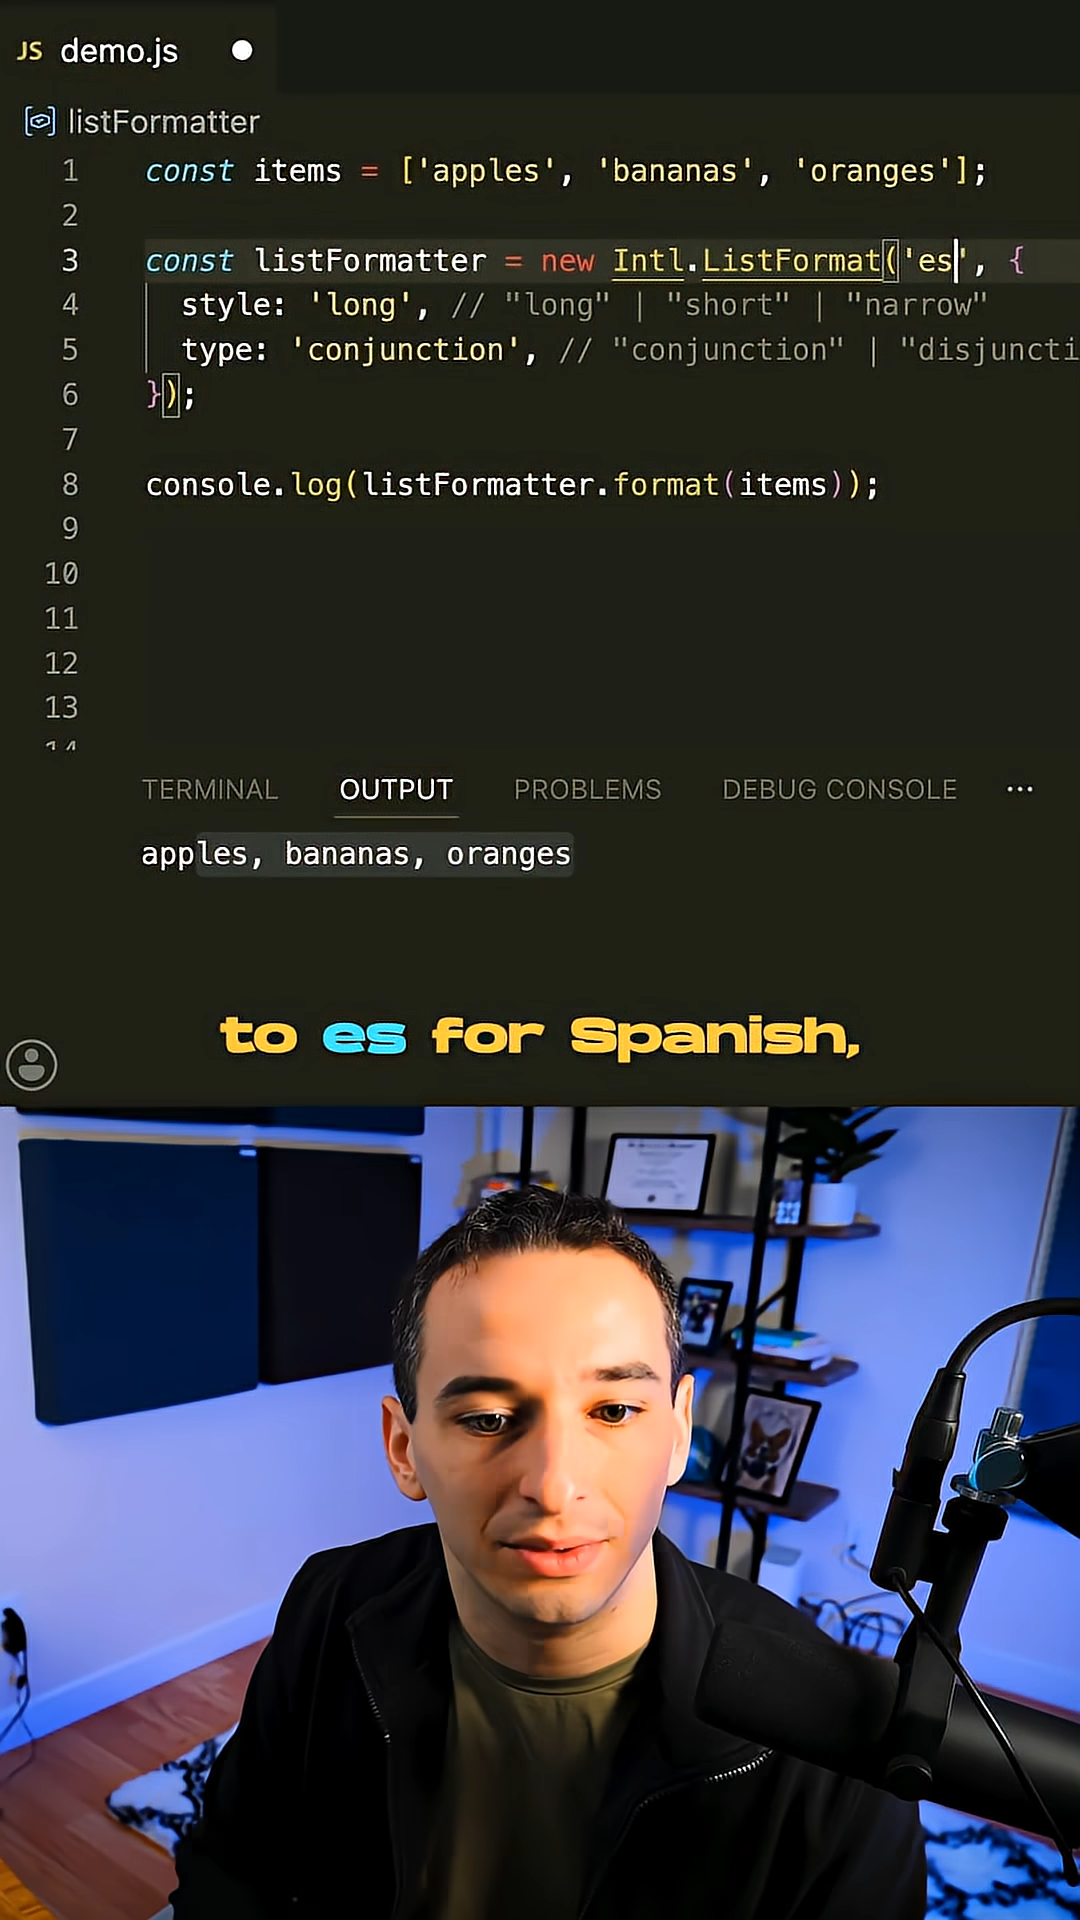 JS demo.js
listFormatter
1 const items = ['apples', 'bananas', 'oranges'];
2
3 const listFormatter = new Intl.ListFormat('es', {
4 style: 'long', // "long" | "short" | "narrow"
5 type: 'conjunction', // "conjunction" | "disjuncti
6 });
7
8 console.log(listFormatter.format(items));
9
10
11
12
13
14
TERMINAL OUTPUT PROBLEMS DEBUG CONSOLE ...
apples, bananas, oranges
to es for Spanish,